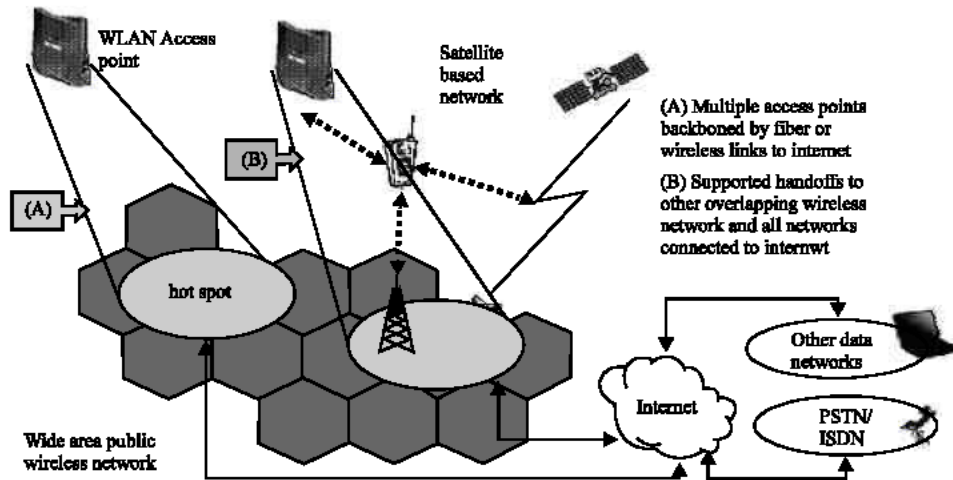 WLAN Access
point
Satellite
based
network
(A) Multiple access points
backboned by fiber or
wireless links to internet
(B) Supported handoffs to
other overlapping wireless
network and all networks
connected to internwt
(B)
(A)
hot spot
Other data
networks
Internet
PSTN/
ISDN
Wide area public
wireless network